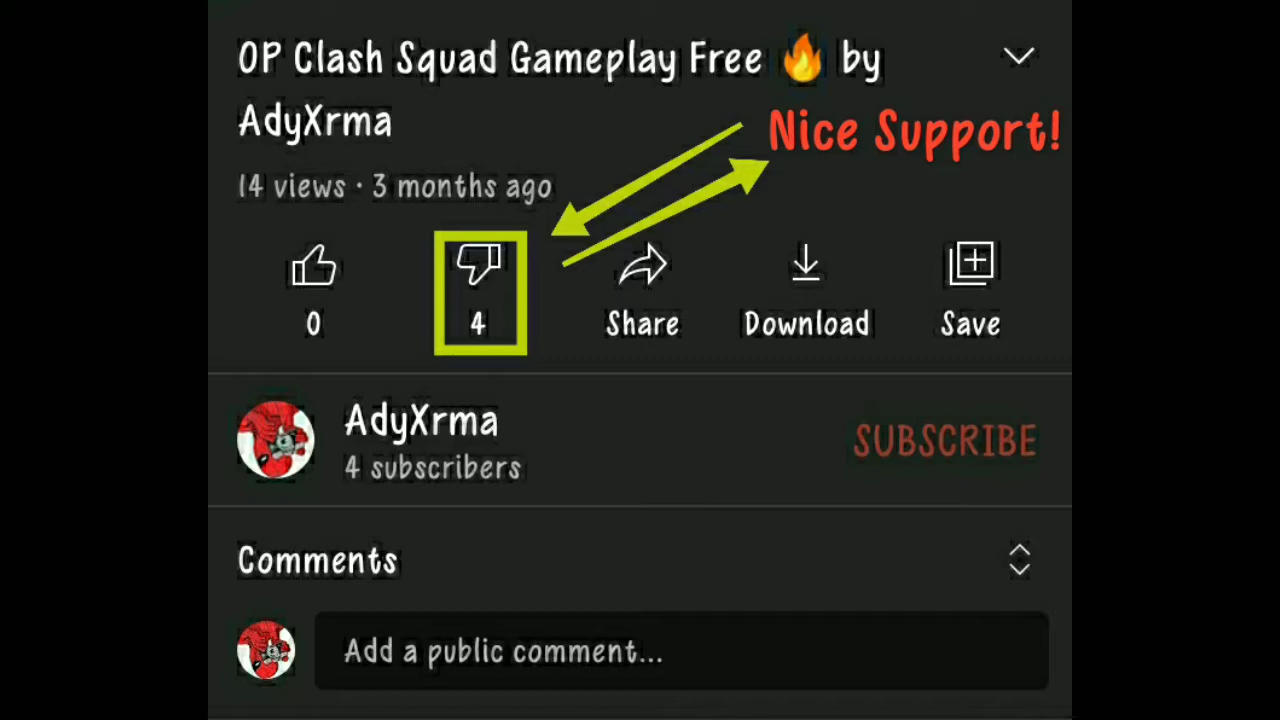 OP Clash Squad Gameplay Free 🔥 by
AdyXrma
Nice Support!
14 views · 3 months ago
0
4
Share
Download
Save
AdyXrma
4 subscribers
SUBSCRIBE
Comments
Add a public comment...